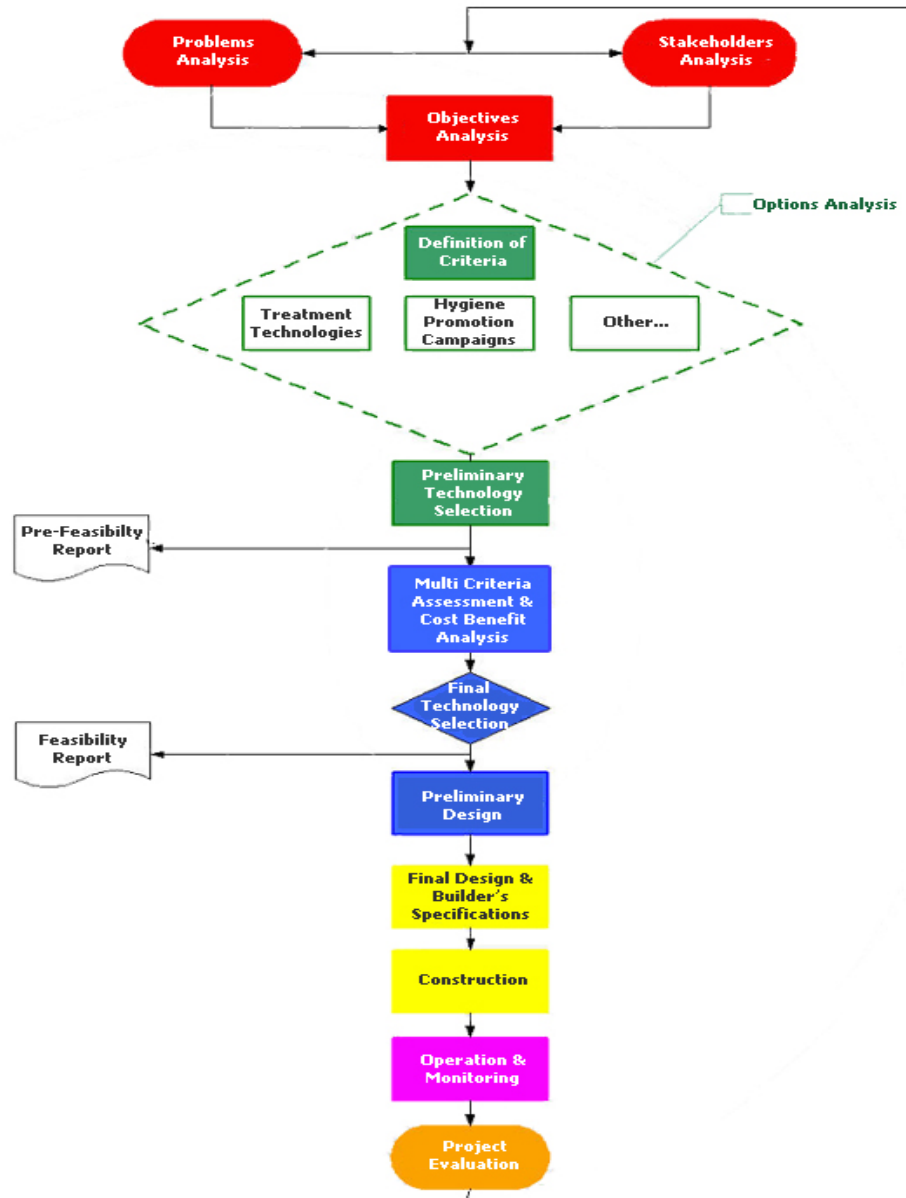 Problems
Analysis
Stakeholders
Analysis
Objectives
Analysis
Options Analysis
Definition of
Criteria
Treatment
Technologies
Hygiene
Promotion
Campaigns
Other...
Preliminary
Technology
Selection
Pre-Feasibilty
Report
Multi Criteria
Assessment &
Cost Benefit
Analysis
Final
Technology
Selection
Feasibility
Report
Preliminary
Design
Final Design &
Builder's
Specifications
Construction
Operation &
Monitoring
Project
Evaluation